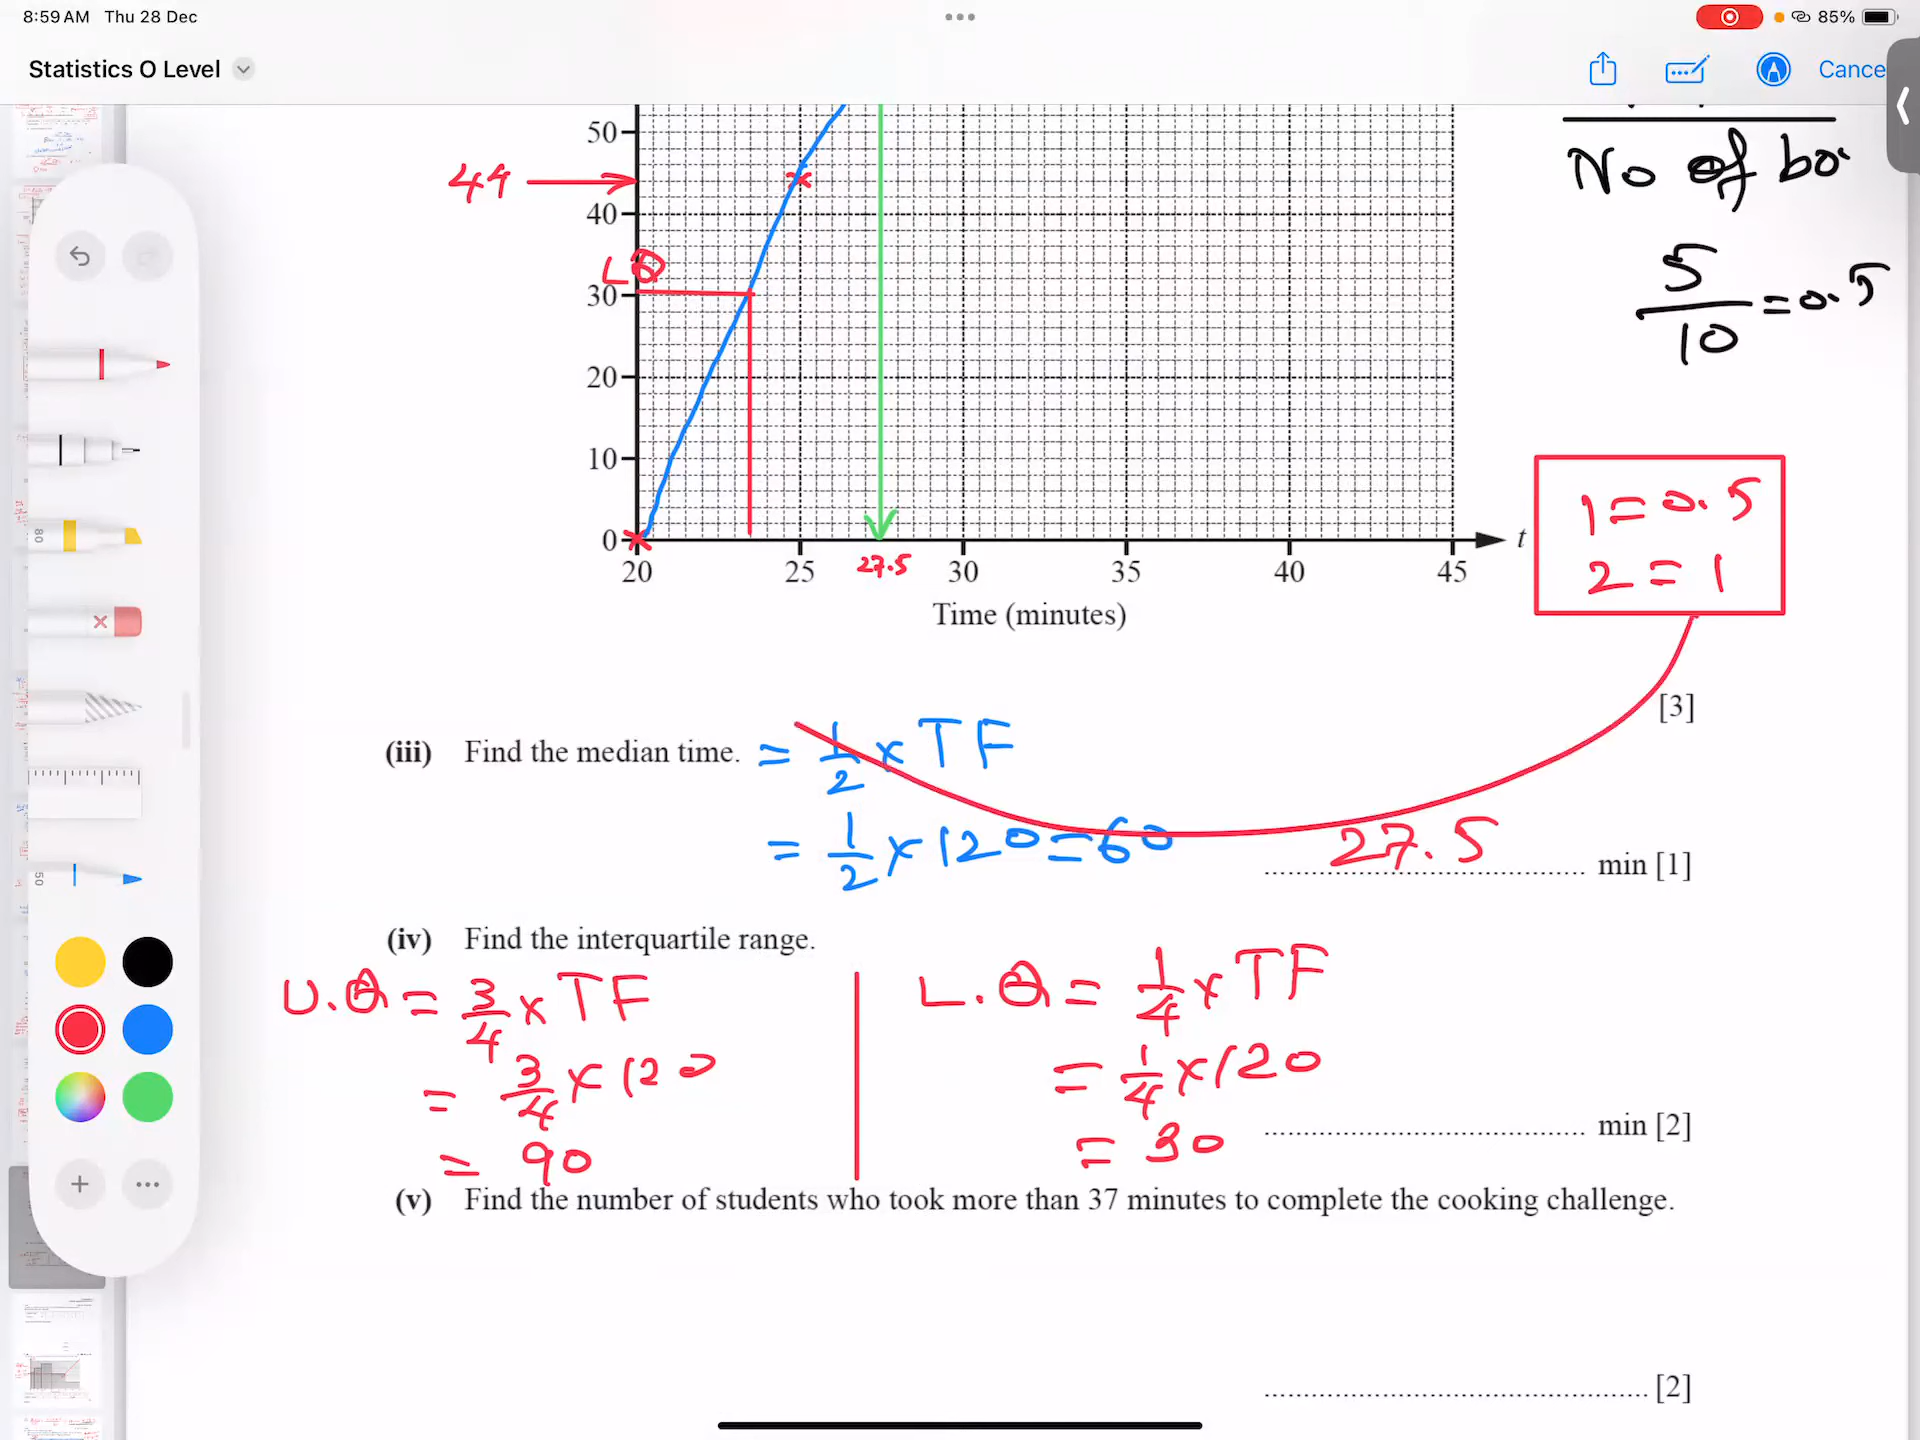 8:59 AM Thu 28 Dec
85%
Statistics O Level
Cance
50
44
40
LQ
30
20
10
0
20 25 27.5 30 35 40 45
t
Time (minutes)
No of bo
5
10
=0.5
1=0.5
2=1
[3]
(iii) Find the median time. = 1/2 x TF
= 1/2 x 120=60
27.5 min [1]
(iv) Find the interquartile range.
U.Q = 3/4 x TF
= 3/4 x 120
= 90
L.Q = 1/4 x TF
= 1/4 x 120
= 30
min [2]
(v) Find the number of students who took more than 37 minutes to complete the cooking challenge.
[2]
80
50